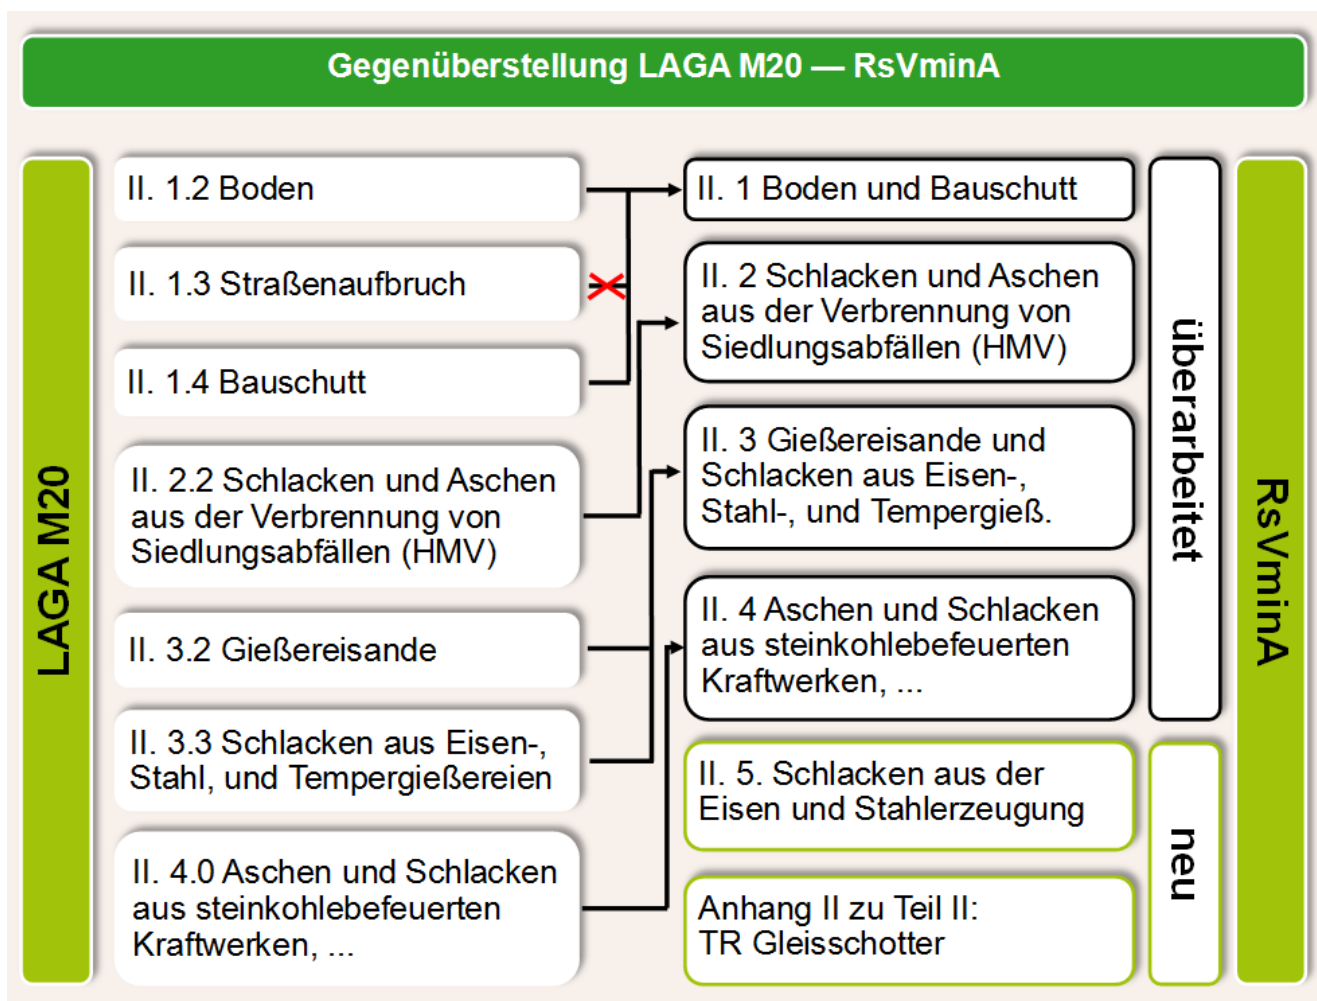 Gegenüberstellung LAGA M20 — RsVminA
LAGA M20
II. 1.2 Boden
II. 1.3 Straßenaufbruch
II. 1.4 Bauschutt
II. 2.2 Schlacken und Aschen
aus der Verbrennung von
Siedlungsabfällen (HMV)
II. 3.2 Gießereisande
II. 3.3 Schlacken aus Eisen-,
Stahl, und Tempergießereien
II. 4.0 Aschen und Schlacken
aus steinkohlebefeuerten
Kraftwerken, ...
II. 1 Boden und Bauschutt
II. 2 Schlacken und Aschen
aus der Verbrennung von
Siedlungsabfällen (HMV)
II. 3 Gießereisande und
Schlacken aus Eisen-,
Stahl-, und Tempergieß.
II. 4 Aschen und Schlacken
aus steinkohlebefeuerten
Kraftwerken, ...
II. 5. Schlacken aus der
Eisen und Stahlerzeugung
Anhang II zu Teil II:
TR Gleisschotter
überarbeitet
neu
RsVminA